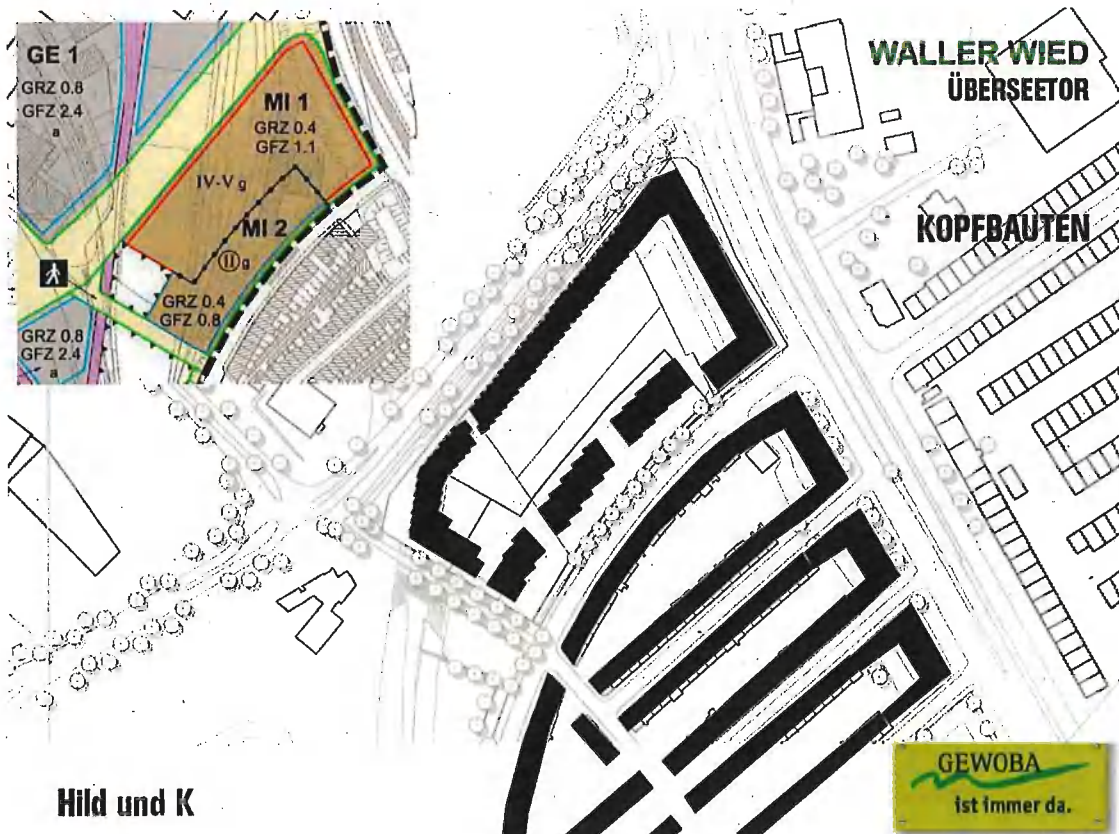 GE 1
GRZ 0.8
GFZ 2.4
a
MI 1
GRZ 0.4
GFZ 1.1
IV-V g
MI 2
II g
GRZ 0.4
GFZ 0.8
GRZ 0.8
GFZ 2.4
a
WALLER WIED
ÜBERSEETOR
KOPFBAUTEN
Hild und K
GEWOBA
ist immer da.